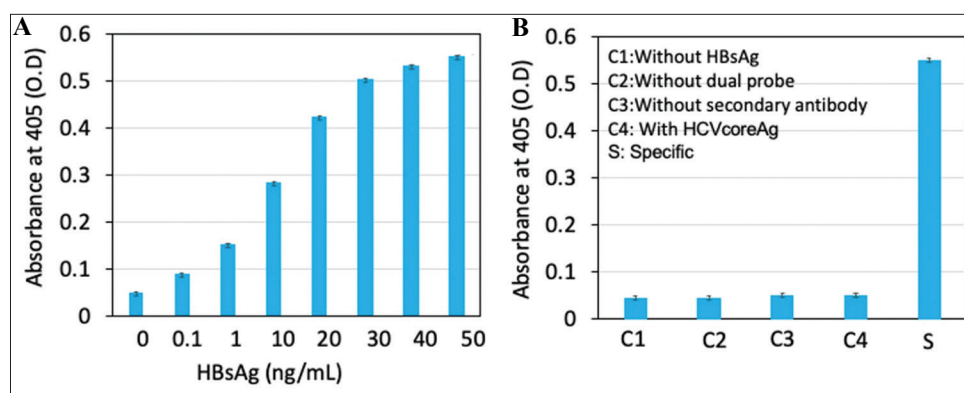 A
Absorbance at 405 (O.D)
0.6
0.5
0.4
0.3
0.2
0.1
0
0 0.1 1 10 20 30 40 50
HBsAg (ng/mL)
B
Absorbance at 405 (O.D)
0.6
0.5
0.4
0.3
0.2
0.1
0
C1:Without HBsAg
C2:Without dual probe
C3:Without secondary antibody
C4: With HCVcoreAg
S: Specific
C1 C2 C3 C4 S